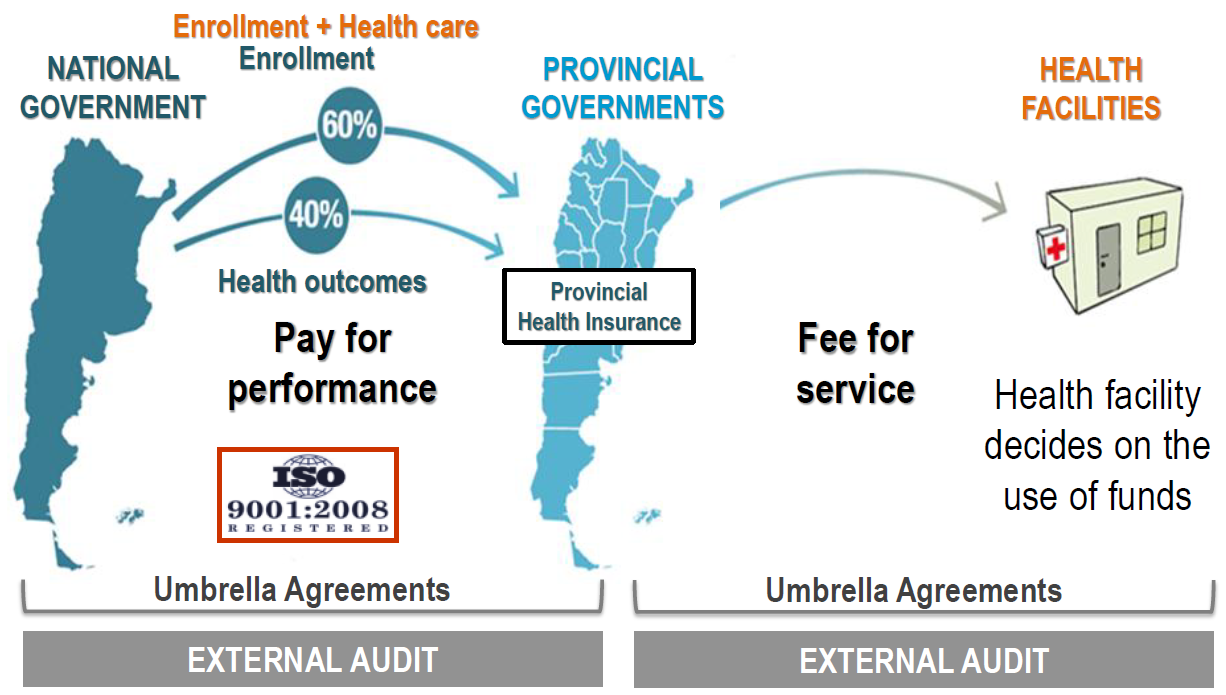 Enrollment + Health care
Enrollment
NATIONAL
GOVERNMENT
60%
40%
Health outcomes
Pay for
performance
ISO
9001:2008
REGISTERED
PROVINCIAL
GOVERNMENTS
Provincial
Health Insurance
Fee for
service
HEALTH
FACILITIES
Health facility
decides on the
use of funds
Umbrella Agreements
EXTERNAL AUDIT
Umbrella Agreements
EXTERNAL AUDIT